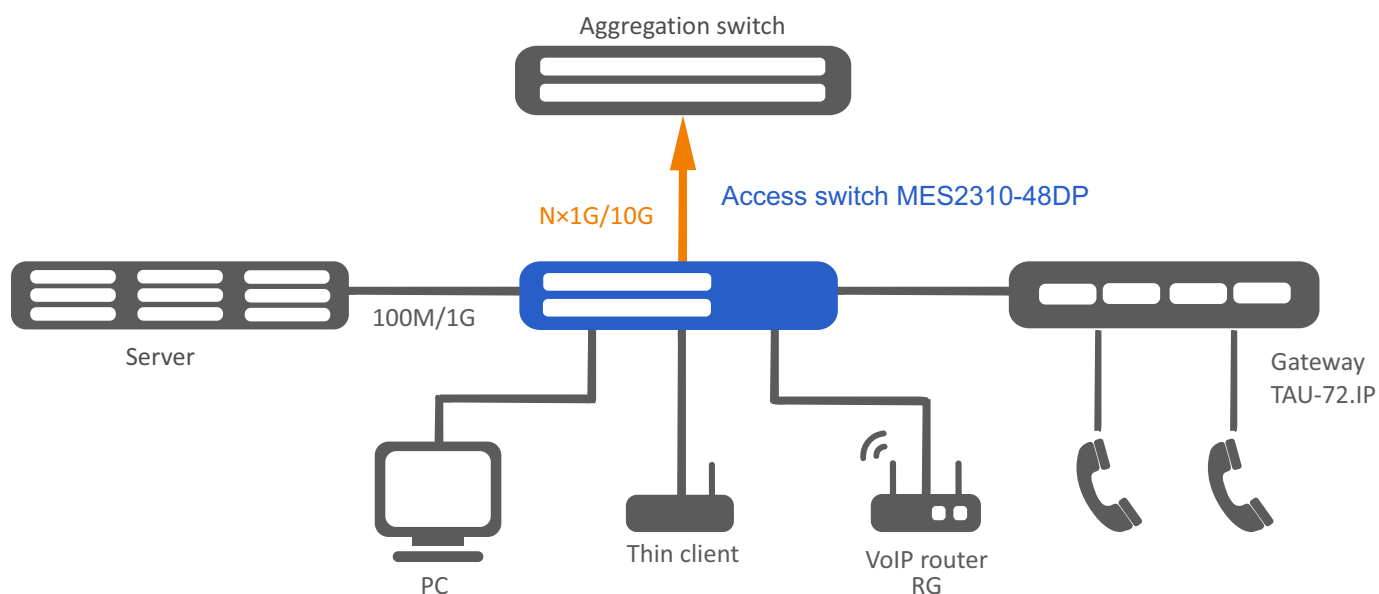 Aggregation switch
Access switch MES2310-48DP
N×1G/10G
100M/1G
Server
Gateway
TAU-72.IP
Thin client
VoIP router
RG
PC